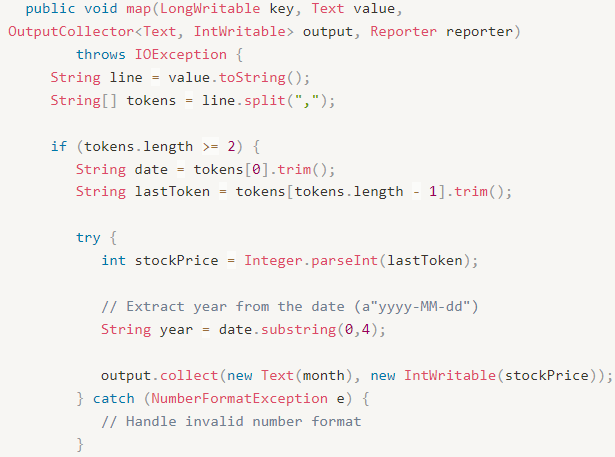 public void map(LongWritable key, Text value,
OutputCollector<Text, IntWritable> output, Reporter reporter)
throws IOException {
String line = value.toString();
String[] tokens = line.split(",");
if (tokens.length >= 2) {
String date = tokens[0].trim();
String lastToken = tokens[tokens.length - 1].trim();
try {
int stockPrice = Integer.parseInt(lastToken);
// Extract year from the date (a"yyyy-MM-dd")
String year = date.substring(0,4);
output.collect(new Text(month), new IntWritable(stockPrice));
} catch (NumberFormatException e) {
// Handle invalid number format
}